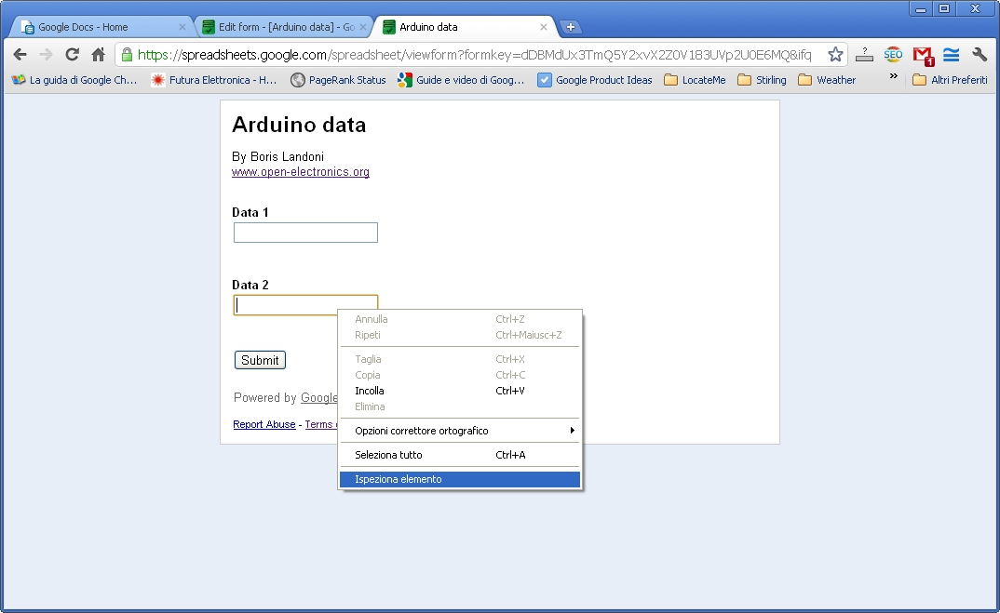 Google Docs - Home
Edit form - [Arduino data] - Go
Arduino data
https://spreadsheets.google.com/spreadsheet/viewform?formkey=dDBMdUx3TmQ5Y2xvX2Z0V183UVp2U0E6MQ&ifq
La guida di Google Ch...
Futura Elettronica - H...
PageRank Status
Guide e video di Goog...
Google Product Ideas
LocateMe
Stirling
Weather
»
Altri Preferiti
?
SEO
1
Arduino data
By Boris Landoni
www.open-electronics.org
Data 1
Data 2
Submit
Powered by Google
Report Abuse - Terms
Annulla Ctrl+Z
Ripeti Ctrl+Maiusc+Z
Taglia Ctrl+X
Copia Ctrl+C
Incolla Ctrl+V
Elimina
Opzioni correttore ortografico
Seleziona tutto Ctrl+A
Ispeziona elemento